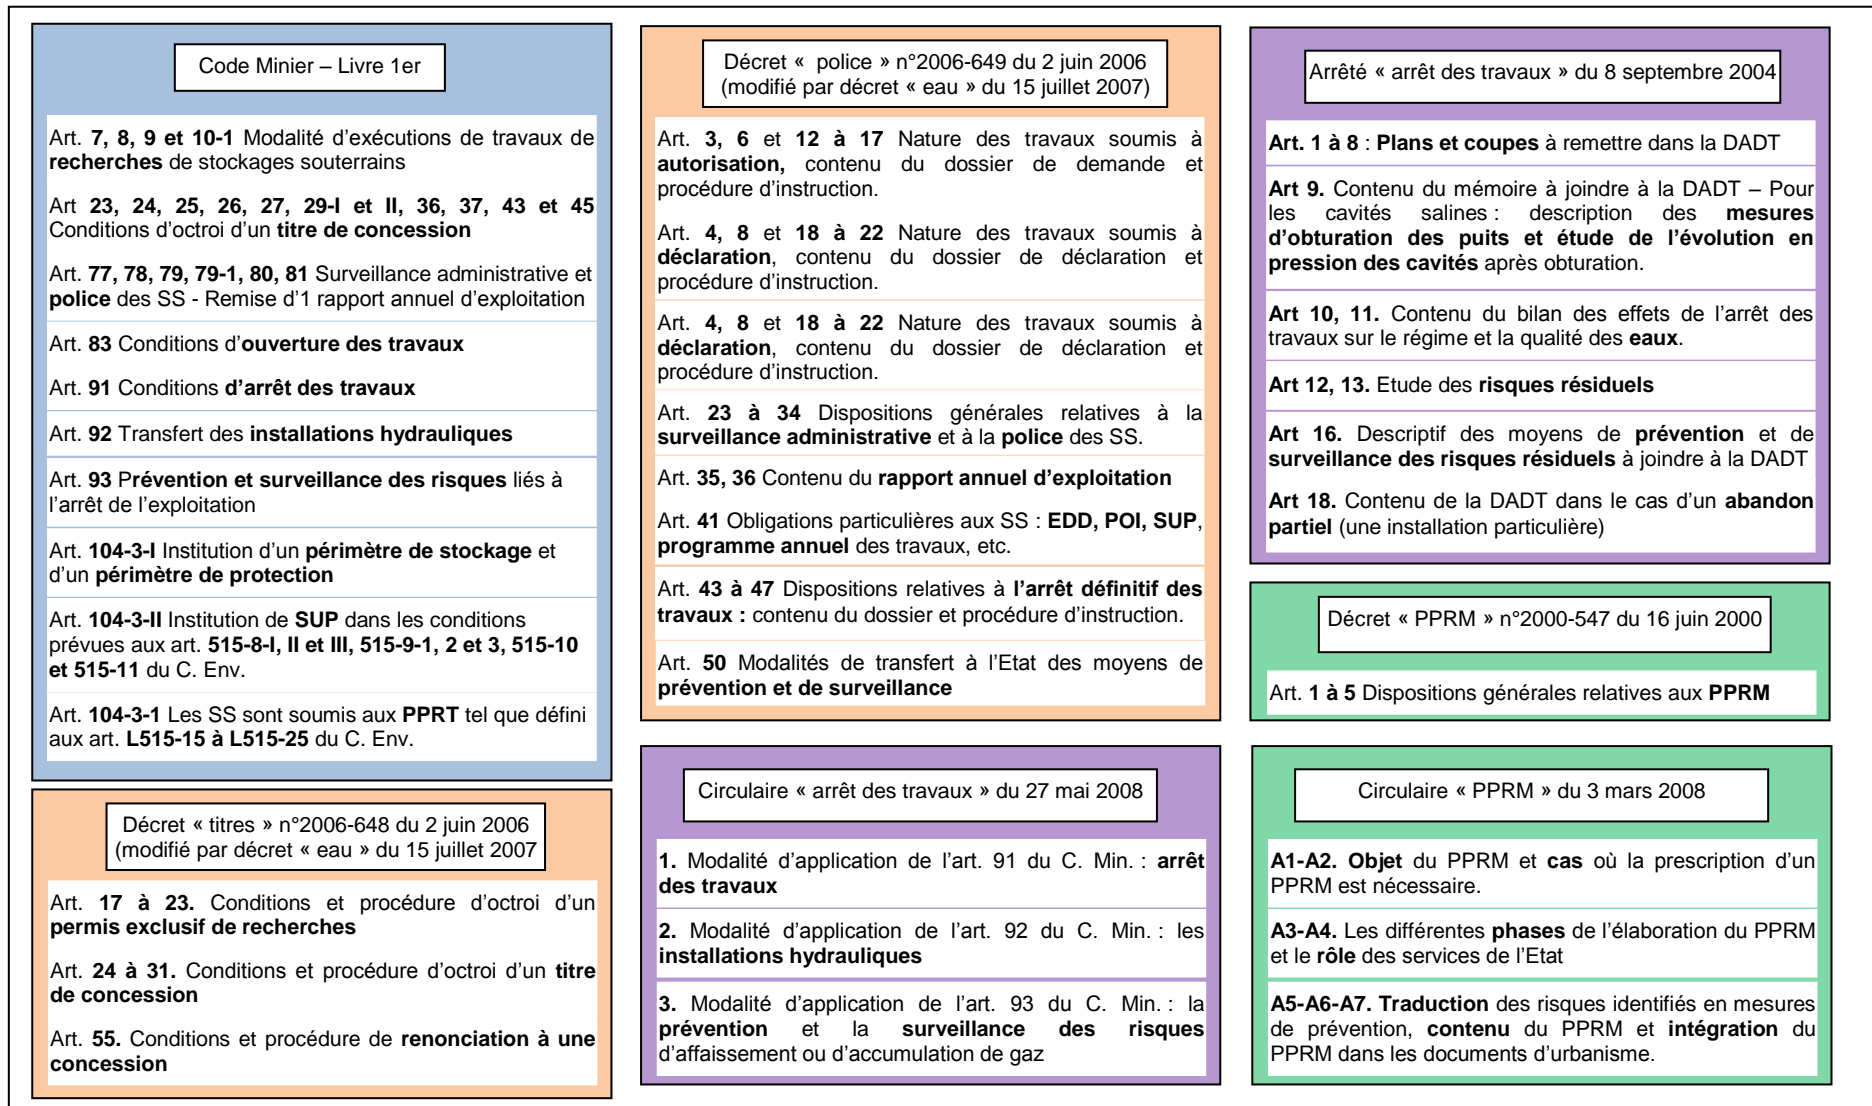 Code Minier – Livre 1er
Art. 7, 8, 9 et 10-1 Modalité d’exécutions de travaux de
recherches de stockages souterrains
Art 23, 24, 25, 26, 27, 29-I et II, 36, 37, 43 et 45
Conditions d’octroi d’un titre de concession
Art. 77, 78, 79, 79-1, 80, 81 Surveillance administrative et
police des SS - Remise d’1 rapport annuel d’exploitation
Art. 83 Conditions d’ouverture des travaux
Art. 91 Conditions d’arrêt des travaux
Art. 92 Transfert des installations hydrauliques
Art. 93 Prévention et surveillance des risques liés à
l’arrêt de l’exploitation
Art. 104-3-I Institution d’un périmètre de stockage et
d’un périmètre de protection
Art. 104-3-II Institution de SUP dans les conditions
prévues aux art. 515-8-I, II et III, 515-9-1, 2 et 3, 515-10
et 515-11 du C. Env.
Art. 104-3-1 Les SS sont soumis aux PPRT tel que défini
aux art. L515-15 à L515-25 du C. Env.
Décret « titres » n°2006-648 du 2 juin 2006
(modifié par décret « eau » du 15 juillet 2007
Art. 17 à 23. Conditions et procédure d’octroi d’un
permis exclusif de recherches
Art. 24 à 31. Conditions et procédure d’octroi d’un titre
de concession
Art. 55. Conditions et procédure de renonciation à une
concession
Décret « police » n°2006-649 du 2 juin 2006
(modifié par décret « eau » du 15 juillet 2007)
Art. 3, 6 et 12 à 17 Nature des travaux soumis à
autorisation, contenu du dossier de demande et
procédure d’instruction.
Art. 4, 8 et 18 à 22 Nature des travaux soumis à
déclaration, contenu du dossier de déclaration et
procédure d’instruction.
Art. 4, 8 et 18 à 22 Nature des travaux soumis à
déclaration, contenu du dossier de déclaration et
procédure d’instruction.
Art. 23 à 34 Dispositions générales relatives à la
surveillance administrative et à la police des SS.
Art. 35, 36 Contenu du rapport annuel d’exploitation
Art. 41 Obligations particulières aux SS : EDD, POI, SUP,
programme annuel des travaux, etc.
Art. 43 à 47 Dispositions relatives à l’arrêt définitif des
travaux : contenu du dossier et procédure d’instruction.
Art. 50 Modalités de transfert à l’Etat des moyens de
prévention et de surveillance
Circulaire « arrêt des travaux » du 27 mai 2008
1. Modalité d’application de l’art. 91 du C. Min. : arrêt
des travaux
2. Modalité d’application de l’art. 92 du C. Min. : les
installations hydrauliques
3. Modalité d’application de l’art. 93 du C. Min. : la
prévention et la surveillance des risques
d’affaissement ou d’accumulation de gaz
Arrêté « arrêt des travaux » du 8 septembre 2004
Art. 1 à 8 : Plans et coupes à remettre dans la DADT
Art 9. Contenu du mémoire à joindre à la DADT – Pour
les cavités salines : description des mesures
d’obturation des puits et étude de l’évolution en
pression des cavités après obturation.
Art 10, 11. Contenu du bilan des effets de l’arrêt des
travaux sur le régime et la qualité des eaux.
Art 12, 13. Etude des risques résiduels
Art 16. Descriptif des moyens de prévention et de
surveillance des risques résiduels à joindre à la DADT
Art 18. Contenu de la DADT dans le cas d’un abandon
partiel (une installation particulière)
Décret « PPRM » n°2000-547 du 16 juin 2000
Art. 1 à 5 Dispositions générales relatives aux PPRM
Circulaire « PPRM » du 3 mars 2008
A1-A2. Objet du PPRM et cas où la prescription d’un
PPRM est nécessaire.
A3-A4. Les différentes phases de l’élaboration du PPRM
et le rôle des services de l’Etat
A5-A6-A7. Traduction des risques identifiés en mesures
de prévention, contenu du PPRM et intégration du
PPRM dans les documents d’urbanisme.